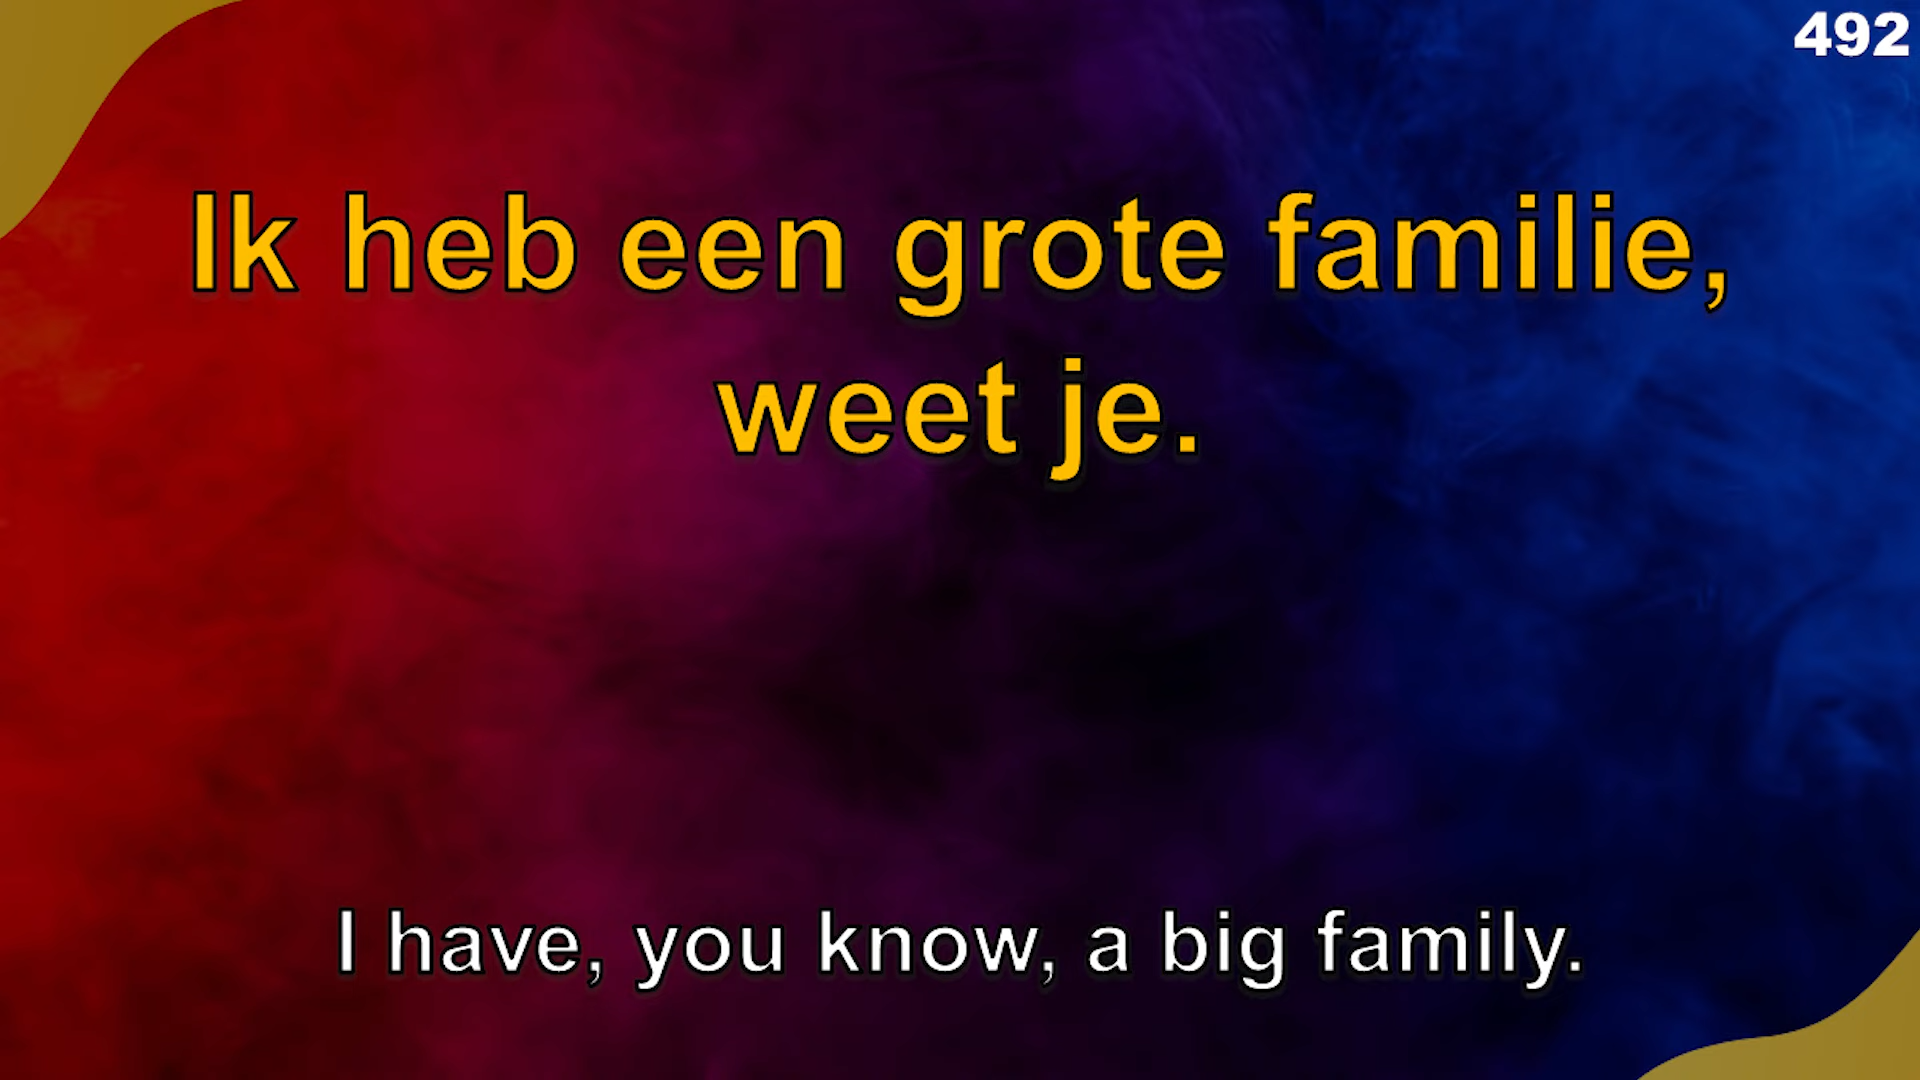 492
Ik heb een grote familie,
weet je.
I have, you know, a big family.